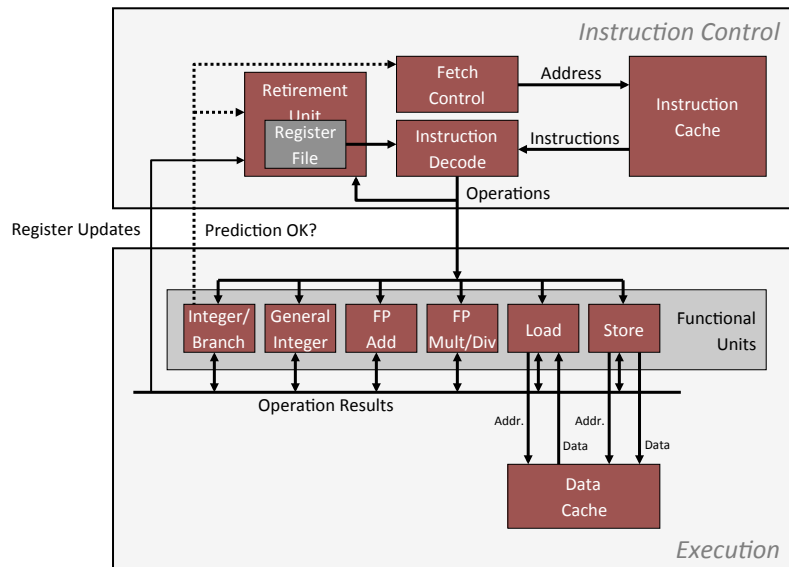 Instruction Control
Retirement
Unit
Register
File
Fetch
Control
Address
Instruction
Cache
Instruction
Decode
Instructions
Operations
Register Updates
Prediction OK?
Integer/
Branch
General
Integer
FP
Add
FP
Mult/Div
Load
Store
Functional
Units
Operation Results
Addr.
Data
Addr.
Data
Data
Cache
Execution